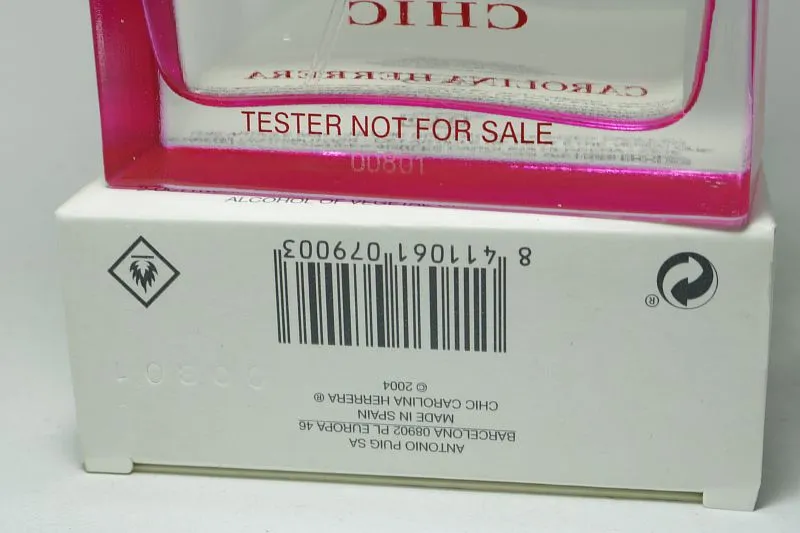 CHIC
CAROLINA HERRERA
TESTER NOT FOR SALE
00801
ALCOHOL OF
8 411061 079003
®
00801
© 2004
CHIC CAROLINA HERRERA ®
MADE IN SPAIN
BARCELONA 08902 PL EUROPA 46
ANTONIO PUIG SA